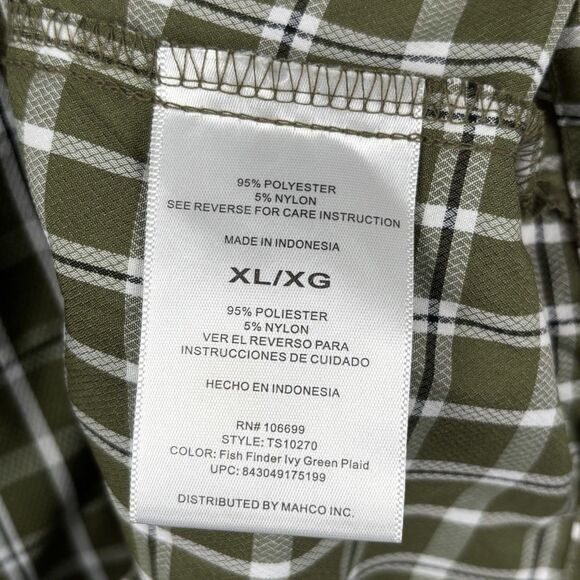 95% POLYESTER
5% NYLON
SEE REVERSE FOR CARE INSTRUCTION
MADE IN INDONESIA
XL/XG
95% POLIESTER
5% NYLON
VER EL REVERSO PARA
INSTRUCCIONES DE CUIDADO
HECHO EN INDONESIA
RN# 106699
STYLE: TS10270
COLOR: Fish Finder Ivy Green Plaid
UPC: 843049175199
DISTRIBUTED BY MAHCO INC.